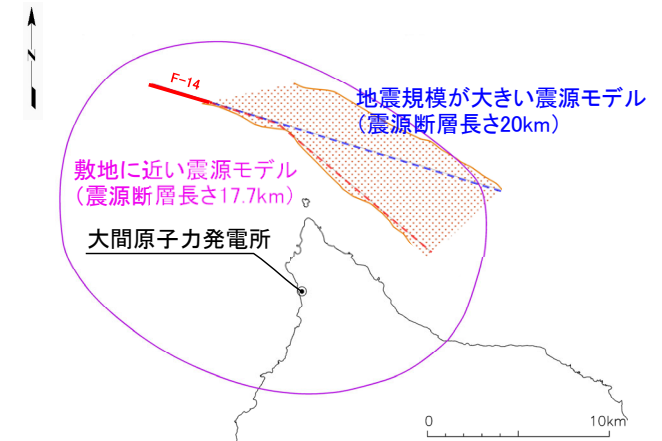 N
F-14
地震規模が大きい震源モデル
（震源断層長さ20km）
敷地に近い震源モデル
（震源断層長さ17.7km）
大間原子力発電所
0 10km